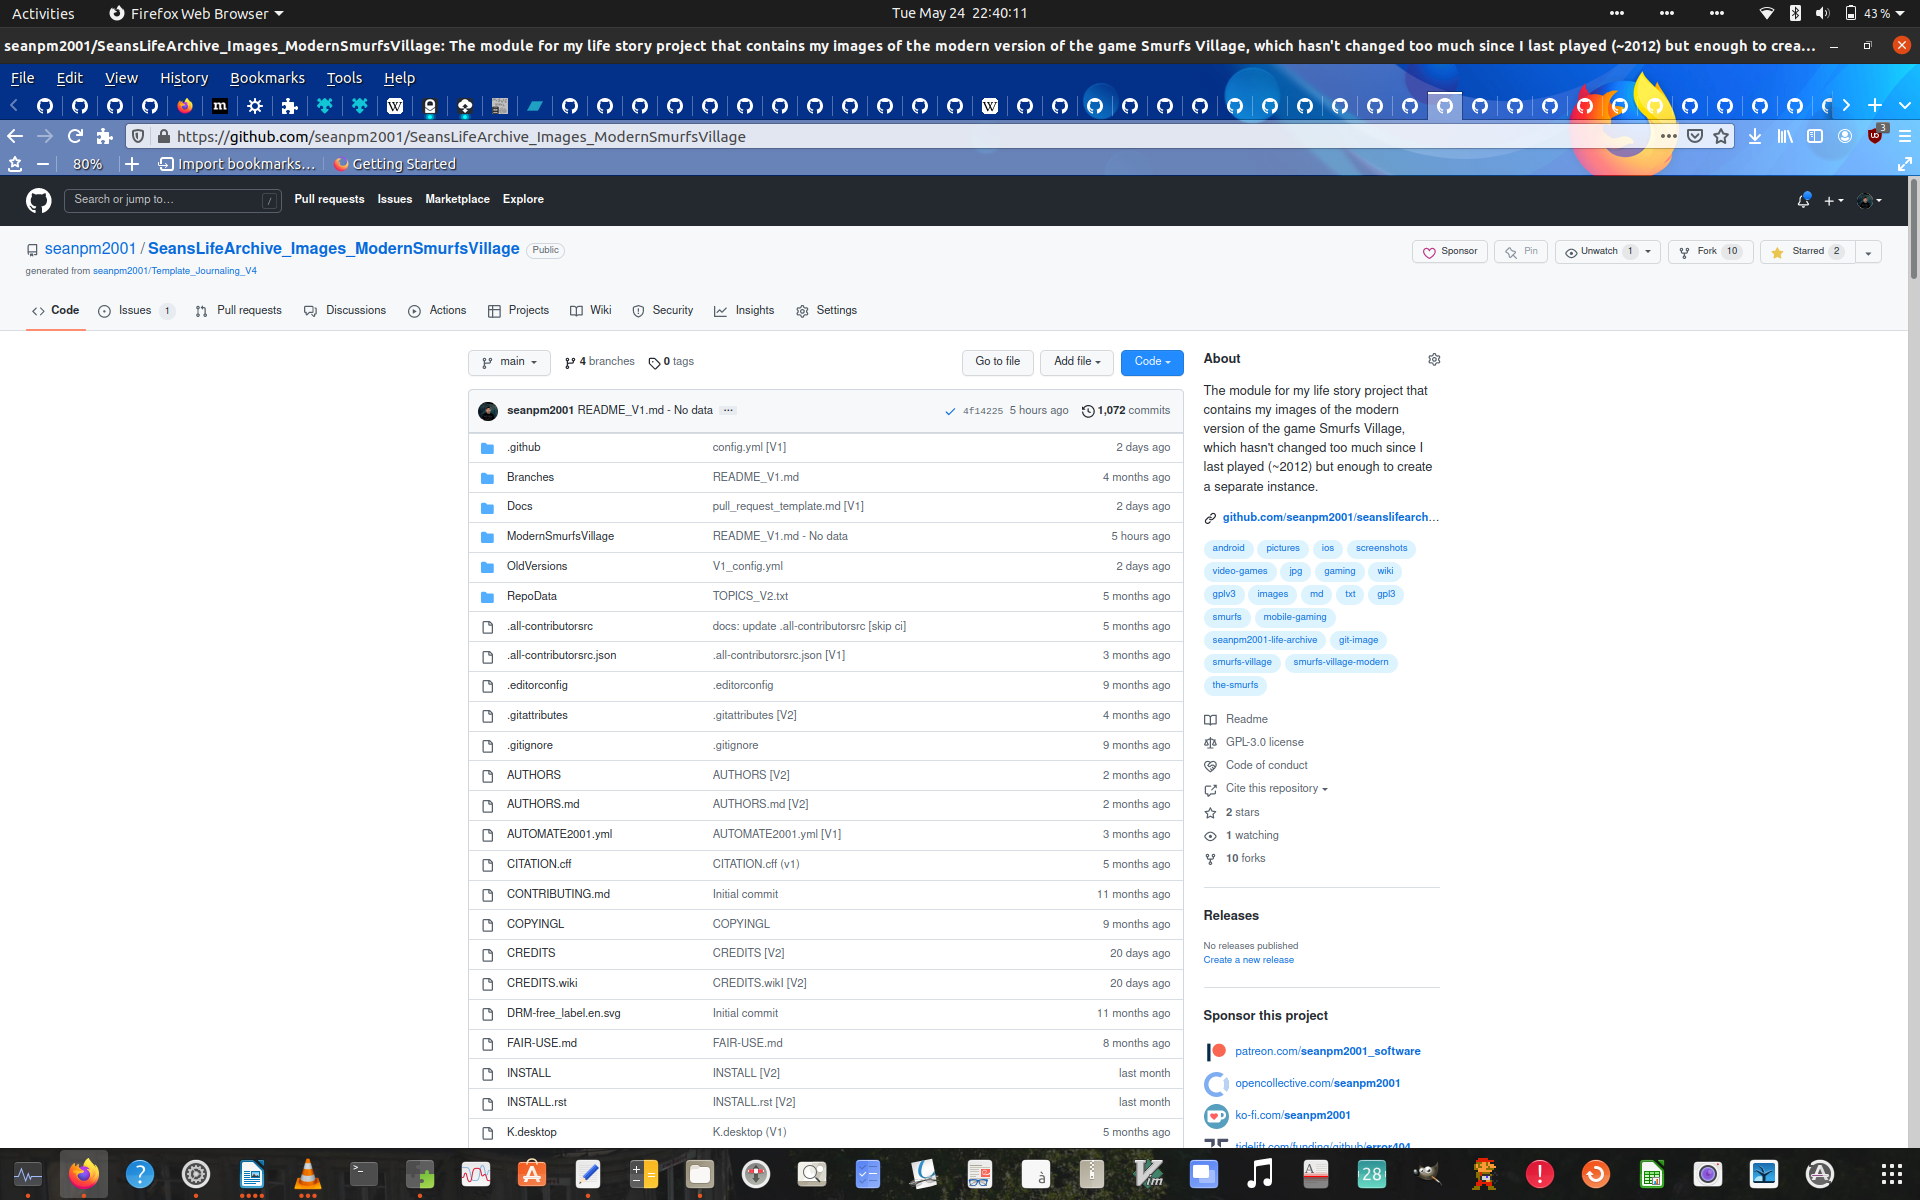 Activities
Firefox Web Browser
Tue May 24 22:40:11
43 %
seanpm2001/SeansLifeArchive_Images_ModernSmurfsVillage: The module for my life story project that contains my images of the modern version of the game Smurfs Village, which hasn't changed too much since I last played (~2012) but enough to crea…
File Edit View History Bookmarks Tools Help
https://github.com/seanpm2001/SeansLifeArchive_Images_ModernSmurfsVillage
3
80%
Import bookmarks…
Getting Started
Search or jump to…
/
Pull requests Issues Marketplace Explore
seanpm2001 / SeansLifeArchive_Images_ModernSmurfsVillage Public
generated from seanpm2001/Template_Journaling_V4
Sponsor
Pin
Unwatch 1
Fork 10
Starred 2
Code
Issues 1
Pull requests
Discussions
Actions
Projects
Wiki
Security
Insights
Settings
main
4 branches
0 tags
Go to file
Add file
Code
seanpm2001 README_V1.md - No data ...
4f14225 5 hours ago
1,072 commits
.github config.yml [V1] 2 days ago
Branches README_V1.md 4 months ago
Docs pull_request_template.md [V1] 2 days ago
ModernSmurfsVillage README_V1.md - No data 5 hours ago
OldVersions V1_config.yml 2 days ago
RepoData TOPICS_V2.txt 5 months ago
.all-contributorsrc docs: update .all-contributorsrc [skip ci] 5 months ago
.all-contributorsrc.json .all-contributorsrc.json [V1] 3 months ago
.editorconfig .editorconfig 9 months ago
.gitattributes .gitattributes [V2] 4 months ago
.gitignore .gitignore 9 months ago
AUTHORS AUTHORS [V2] 2 months ago
AUTHORS.md AUTHORS.md [V2] 2 months ago
AUTOMATE2001.yml AUTOMATE2001.yml [V1] 3 months ago
CITATION.cff CITATION.cff (v1) 5 months ago
CONTRIBUTING.md Initial commit 11 months ago
COPYINGL COPYINGL 9 months ago
CREDITS CREDITS [V2] 20 days ago
CREDITS.wiki CREDITS.wikI [V2] 20 days ago
DRM-free_label.en.svg Initial commit 11 months ago
FAIR-USE.md FAIR-USE.md 8 months ago
INSTALL INSTALL [V2] last month
INSTALL.rst INSTALL.rst [V2] last month
K.desktop K.desktop (V1) 5 months ago
About
The module for my life story project that
contains my images of the modern
version of the game Smurfs Village,
which hasn't changed too much since I
last played (~2012) but enough to create
a separate instance.
github.com/seanpm2001/seanslifearch…
android pictures ios screenshots
video-games jpg gaming wiki
gplv3 images md txt gpl3
smurfs mobile-gaming
seanpm2001-life-archive git-image
smurfs-village smurfs-village-modern
the-smurfs
Readme
GPL-3.0 license
Code of conduct
Cite this repository
2 stars
1 watching
10 forks
Releases
No releases published
Create a new release
Sponsor this project
patreon.com/seanpm2001_software
opencollective.com/seanpm2001
ko-fi.com/seanpm2001
tidelift.com/funding/github/error404
28